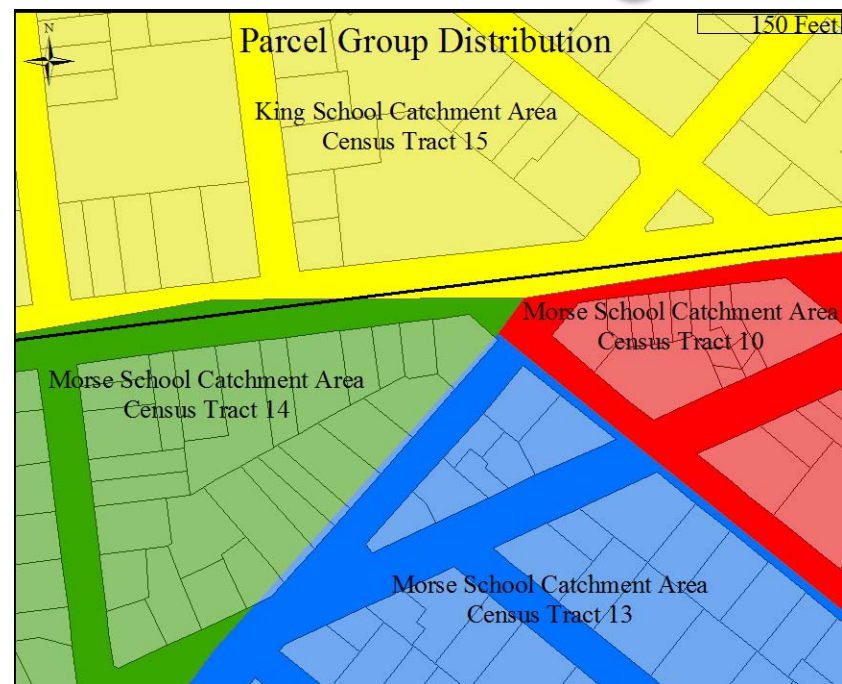 N
Parcel Group Distribution
150 Feet
King School Catchment Area
Census Tract 15
Morse School Catchment Area
Census Tract 10
Morse School Catchment Area
Census Tract 14
Morse School Catchment Area
Census Tract 13